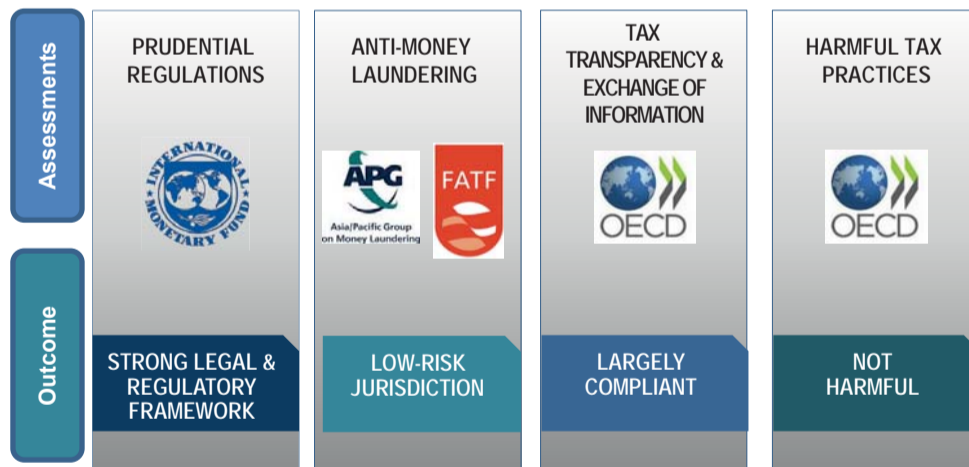 Assessments
PRUDENTIAL
REGULATIONS
INTERNATIONAL
MONETARY FUND
STRONG LEGAL &
REGULATORY
FRAMEWORK
ANTI-MONEY
LAUNDERING
APG
Asia/Pacific Group
on Money Laundering
FATF
LOW-RISK
JURISDICTION
TAX
TRANSPARENCY &
EXCHANGE OF
INFORMATION
OECD
LARGELY
COMPLIANT
HARMFUL TAX
PRACTICES
OECD
NOT
HARMFUL
Outcome